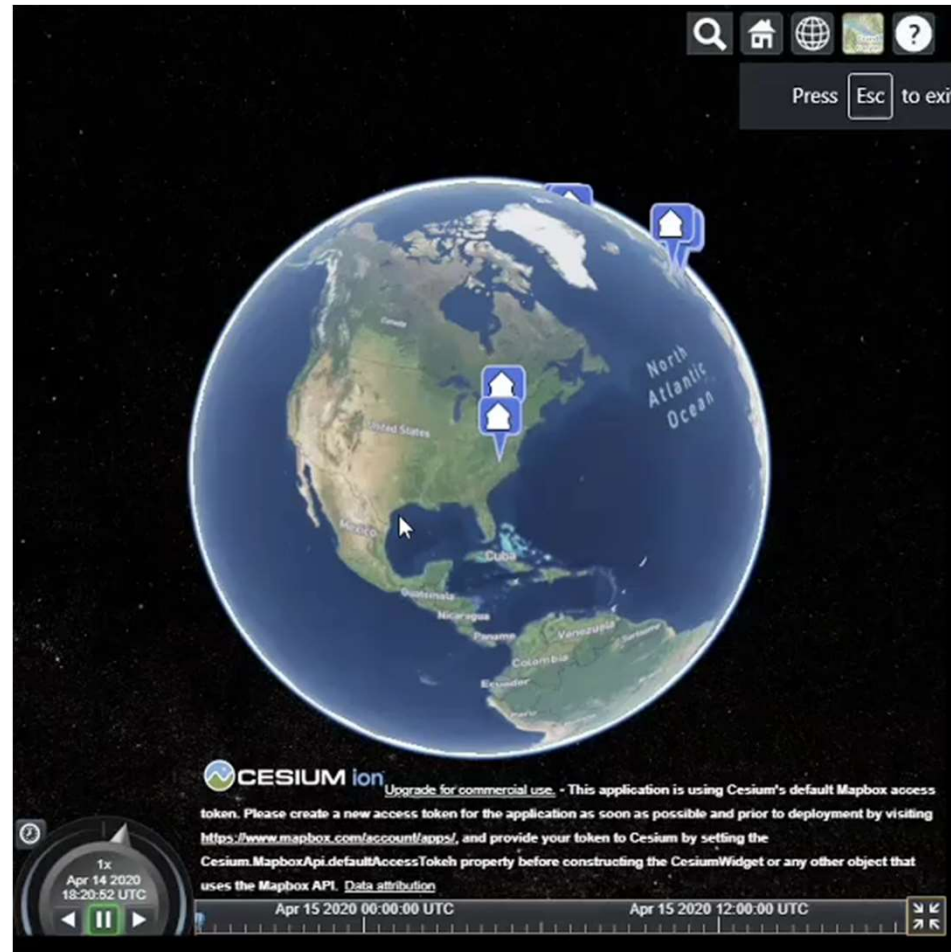 ?
Press Esc to exi
Canada
North
Atlantic
Ocean
United States
Mexico
Cuba
Guatemala
Nicaragua
Panama
Venezuela
Suriname
Colombia
Ecuador
CESIUM ion Upgrade for commercial use. - This application is using Cesium's default Mapbox access
token. Please create a new access token for the application as soon as possible and prior to deployment by visiting
https://www.mapbox.com/account/apps/, and provide your token to Cesium by setting the
Cesium.MapboxApi.defaultAccessToken property before constructing the CesiumWidget or any other object that
uses the Mapbox API. Data attribution
1x
Apr 14 2020
18:20:52 UTC
Apr 15 2020 00:00:00 UTC Apr 15 2020 12:00:00 UTC